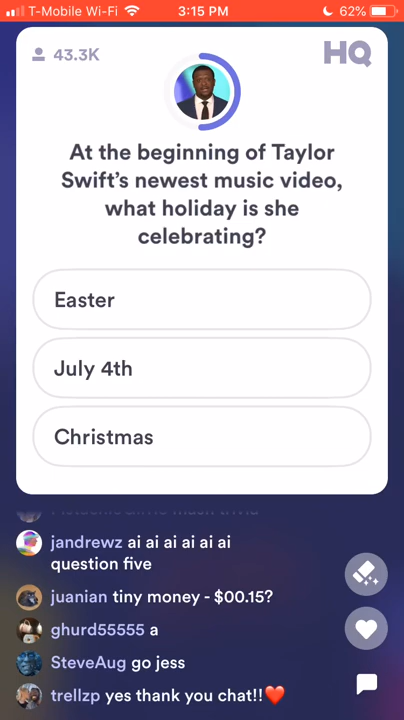 T-Mobile Wi-Fi 3:15 PM 62%
43.3K HQ
At the beginning of Taylor
Swift's newest music video,
what holiday is she
celebrating?
Easter
July 4th
Christmas
jandrewz ai ai ai ai ai ai
question five
juanian tiny money - $00.15?
ghurd55555 a
SteveAug go jess
trellzp yes thank you chat!!❤️